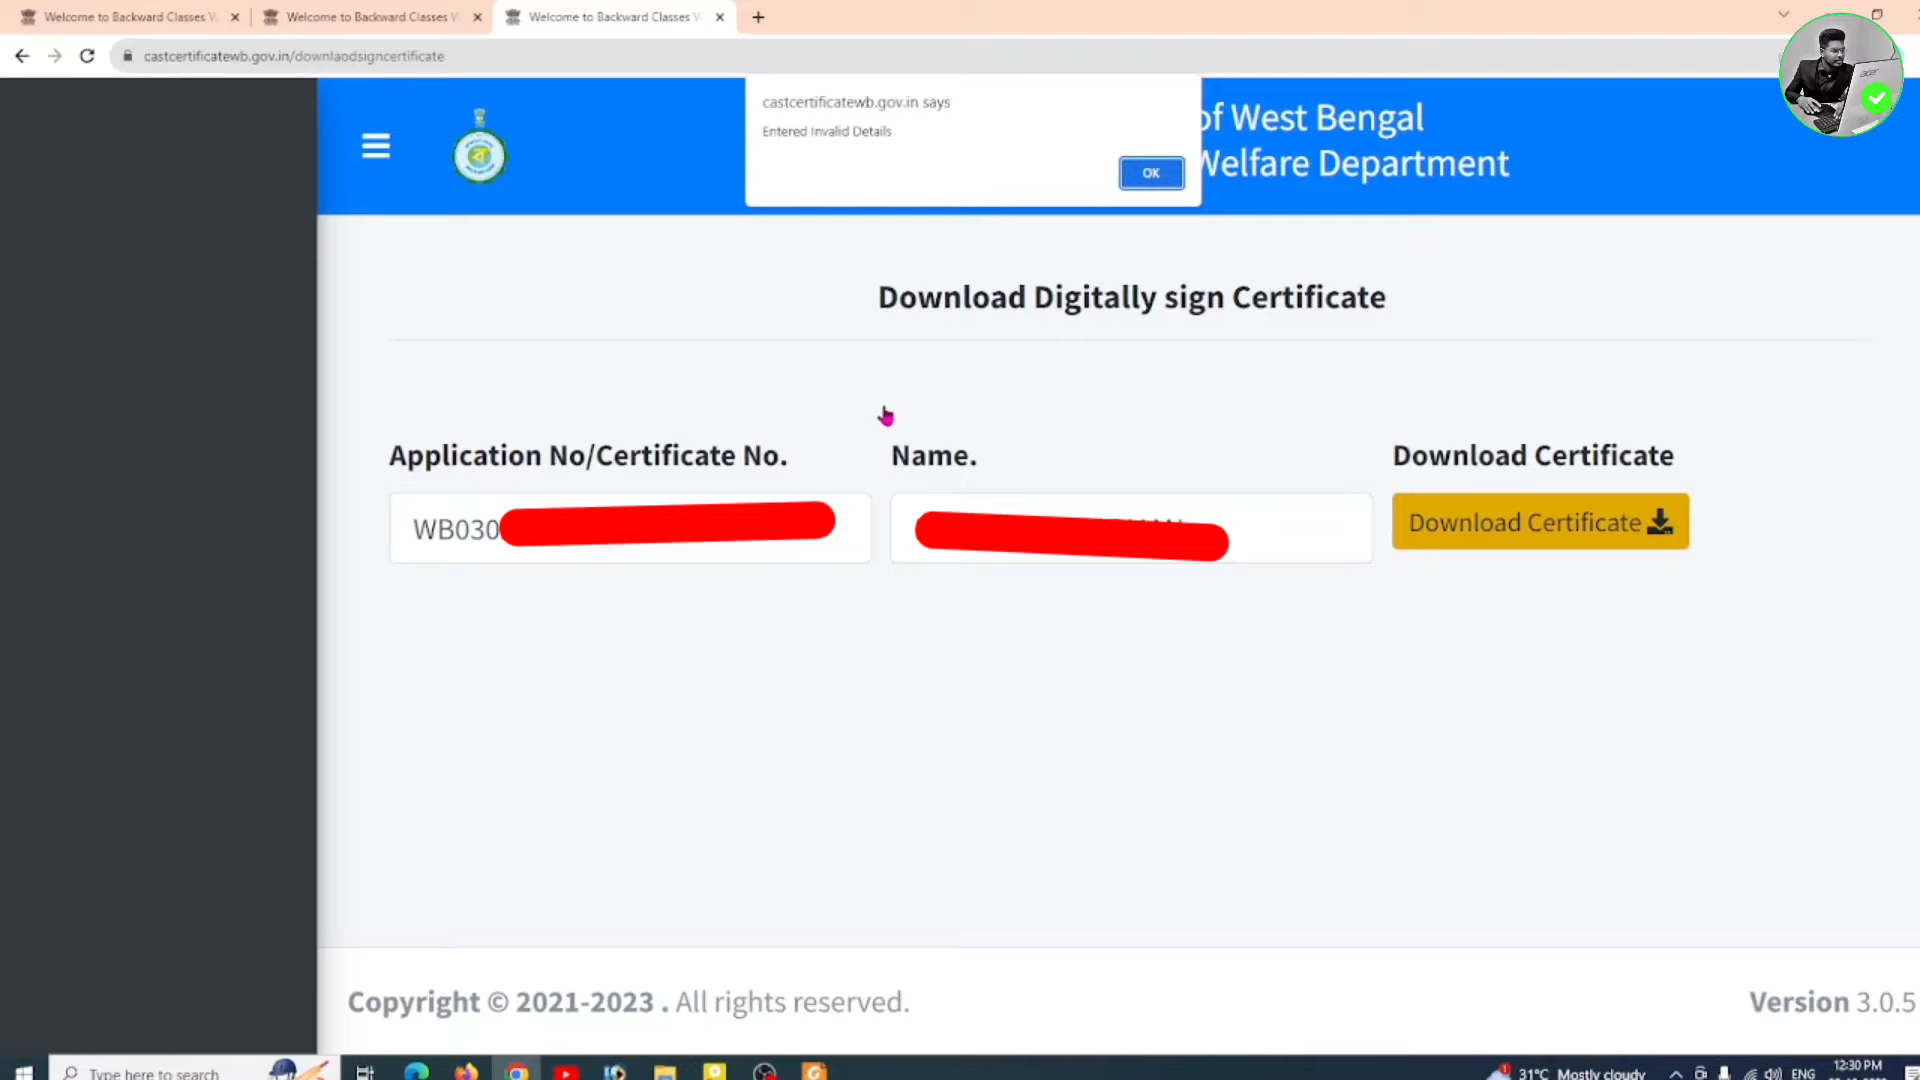 Welcome to Backward Classes
Welcome to Backward Classes
Welcome to Backward Classes
castcertificatewb.gov.in/downlaodsigncertificate
castcertificatewb.gov.in says
Entered Invalid Details
OK
of West Bengal
Welfare Department
acer
Download Digitally sign Certificate
Application No/Certificate No.
Name.
Download Certificate
WB030
Download Certificate
Copyright © 2021-2023 . All rights reserved.
Version 3.0.5
Type here to search
31°C Mostly cloudy
ENG
12:30 PM